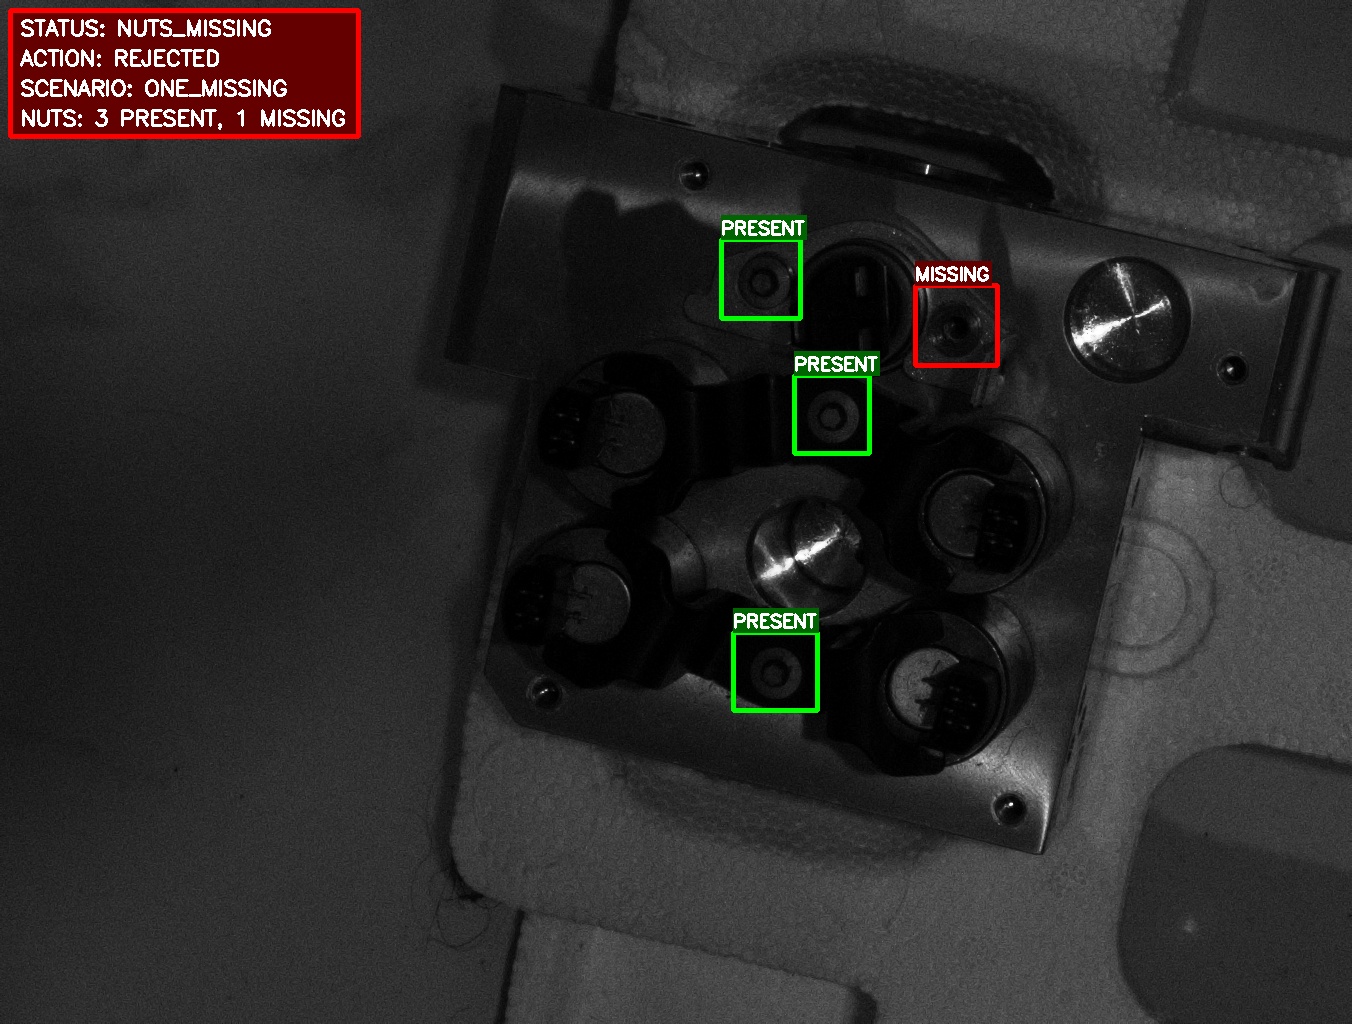 STATUS: NUTS_MISSING
ACTION: REJECTED
SCENARIO: ONE_MISSING
NUTS: 3 PRESENT, 1 MISSING
PRESENT
MISSING
PRESENT
PRESENT